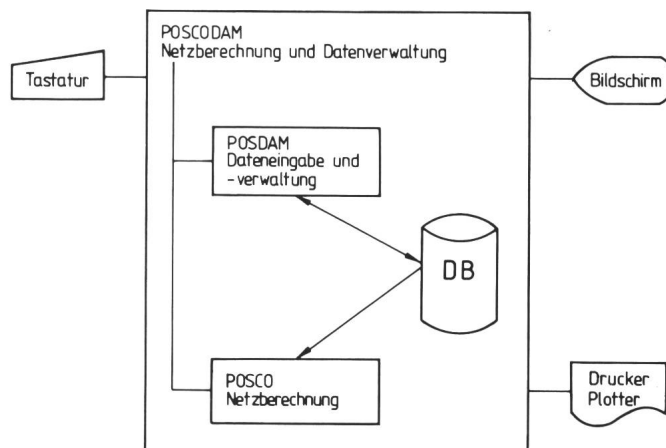 POSCODAM
Netzberechnung und Datenverwaltung
Tastatur
Bildschirm
POSDAM
Dateneingabe und
-verwaltung
DB
POSCO
Netzberechnung
Drucker
Plotter